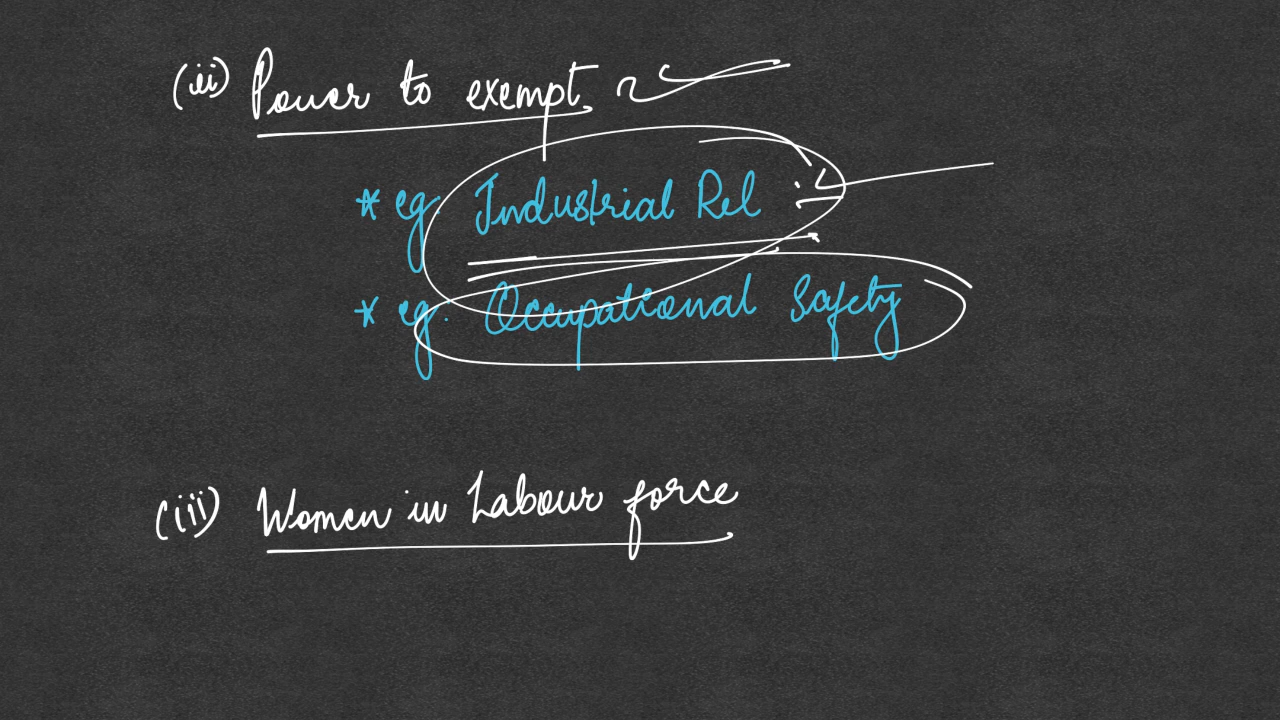 (ii) Power to exempt
* eg. Industrial Rel :
* eg. Occupational Safety
(iii) Women in Labour force